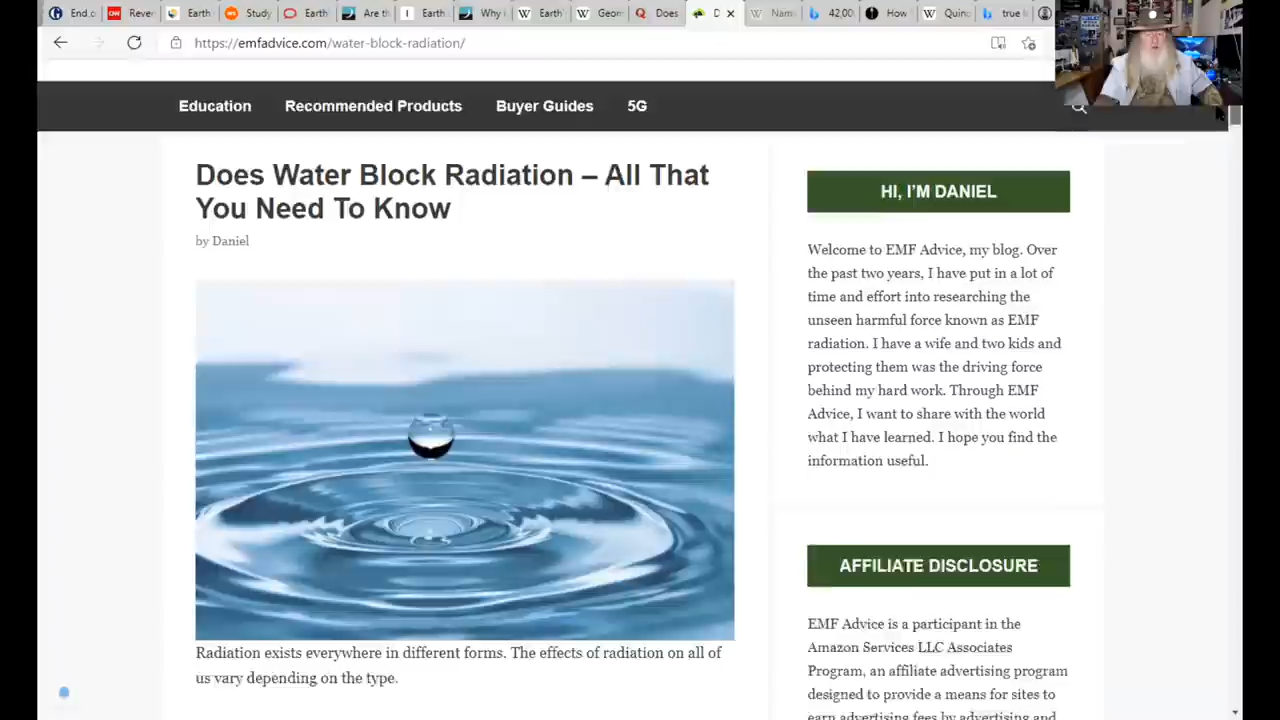 End.o
Rever
Earth
Study
Earth
Are th
Earth.
Why i
Earth
Geom
Does
D
Nam
42,00
How
Quinc
true l
https://emfadvice.com/water-block-radiation/
Education Recommended Products Buyer Guides 5G
Does Water Block Radiation – All That
You Need To Know
by Daniel
Radiation exists everywhere in different forms. The effects of radiation on all of
us vary depending on the type.
HI, I'M DANIEL
Welcome to EMF Advice, my blog. Over
the past two years, I have put in a lot of
time and effort into researching the
unseen harmful force known as EMF
radiation. I have a wife and two kids and
protecting them was the driving force
behind my hard work. Through EMF
Advice, I want to share with the world
what I have learned. I hope you find the
information useful.
AFFILIATE DISCLOSURE
EMF Advice is a participant in the
Amazon Services LLC Associates
Program, an affiliate advertising program
designed to provide a means for sites to
earn advertising fees by advertising and